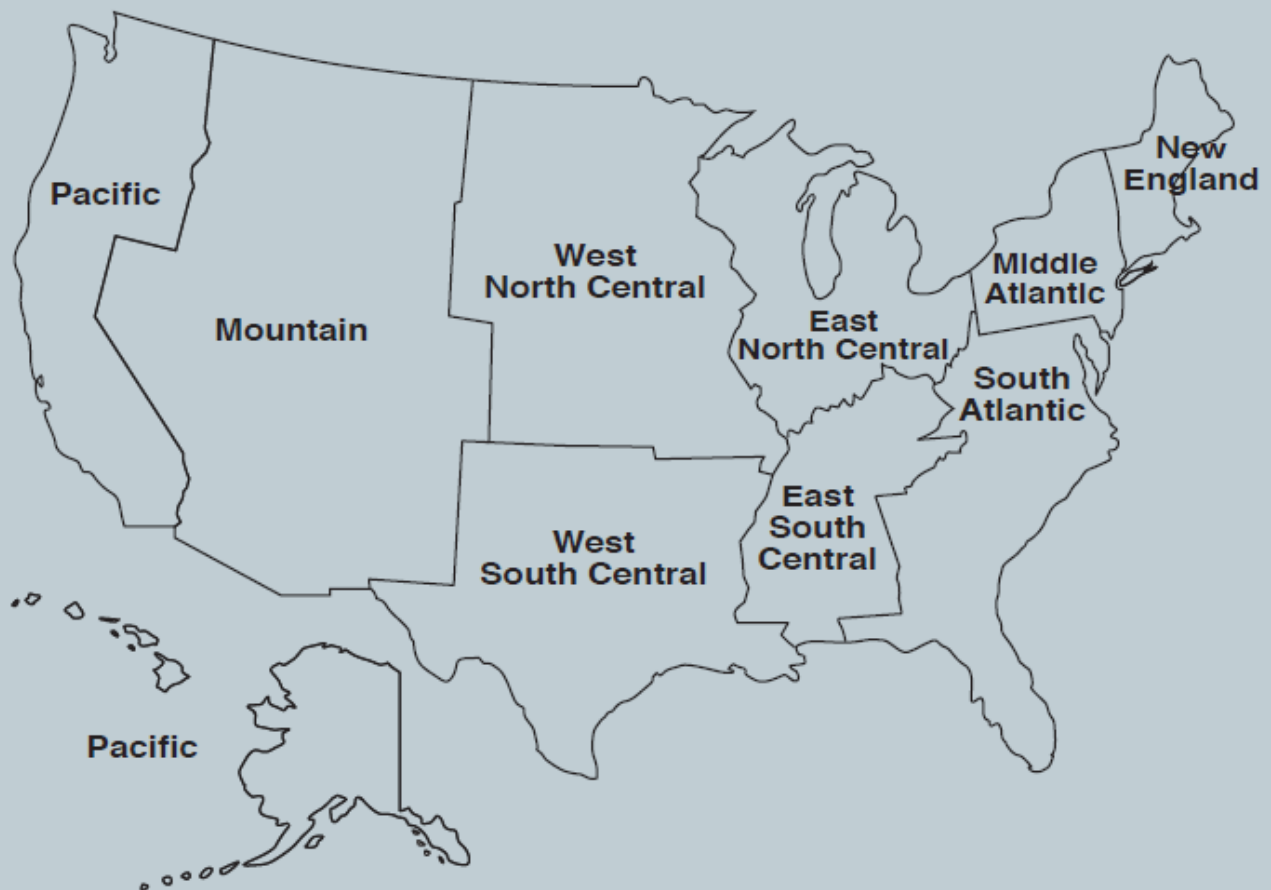 New
England
Pacific
West
North Central
Middle
Atlantic
Mountain
East
North Central
South
Atlantic
East
South
Central
West
South Central
Pacific